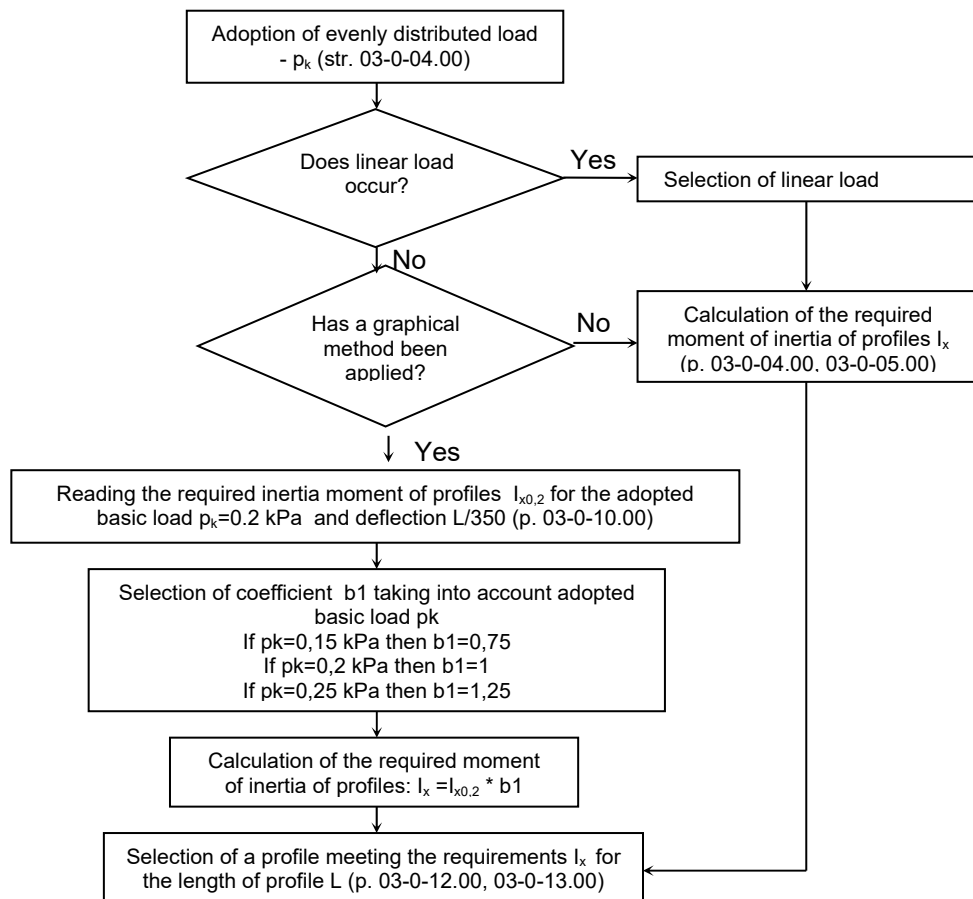 Adoption of evenly distributed load
- pk (str. 03-0-04.00)
Does linear load
occur?
Yes
Selection of linear load
No
Has a graphical
method been
applied?
No
Calculation of the required
moment of inertia of profiles Ix
(p. 03-0-04.00, 03-0-05.00)
Yes
Reading the required inertia moment of profiles Ix0,2 for the adopted
basic load pk=0.2 kPa and deflection L/350 (p. 03-0-10.00)
Selection of coefficient b1 taking into account adopted
basic load pk
If pk=0,15 kPa then b1=0,75
If pk=0,2 kPa then b1=1
If pk=0,25 kPa then b1=1,25
Calculation of the required moment
of inertia of profiles: Ix =Ix0,2 * b1
Selection of a profile meeting the requirements Ix for
the length of profile L (p. 03-0-12.00, 03-0-13.00)